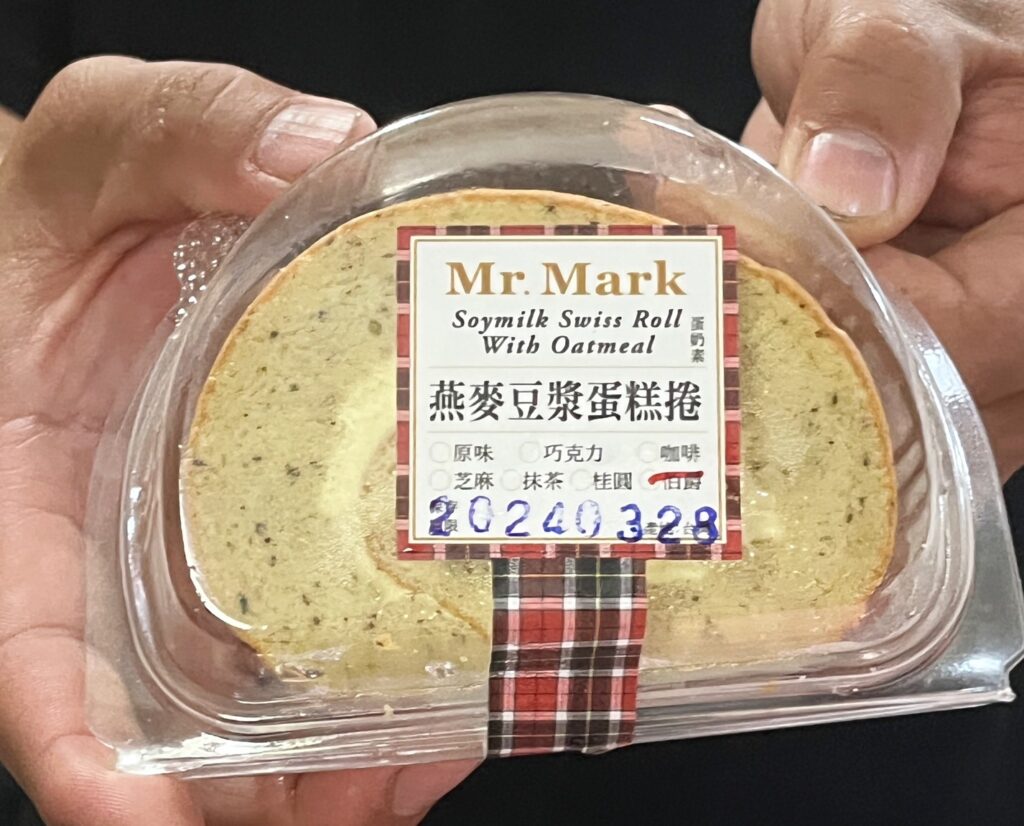 Mr. Mark
Soymilk Swiss Roll
With Oatmeal
蛋奶素
燕麥豆漿蛋糕捲
原味 巧克力 咖啡
芝麻 抹茶 桂圓 伯爵
20240328